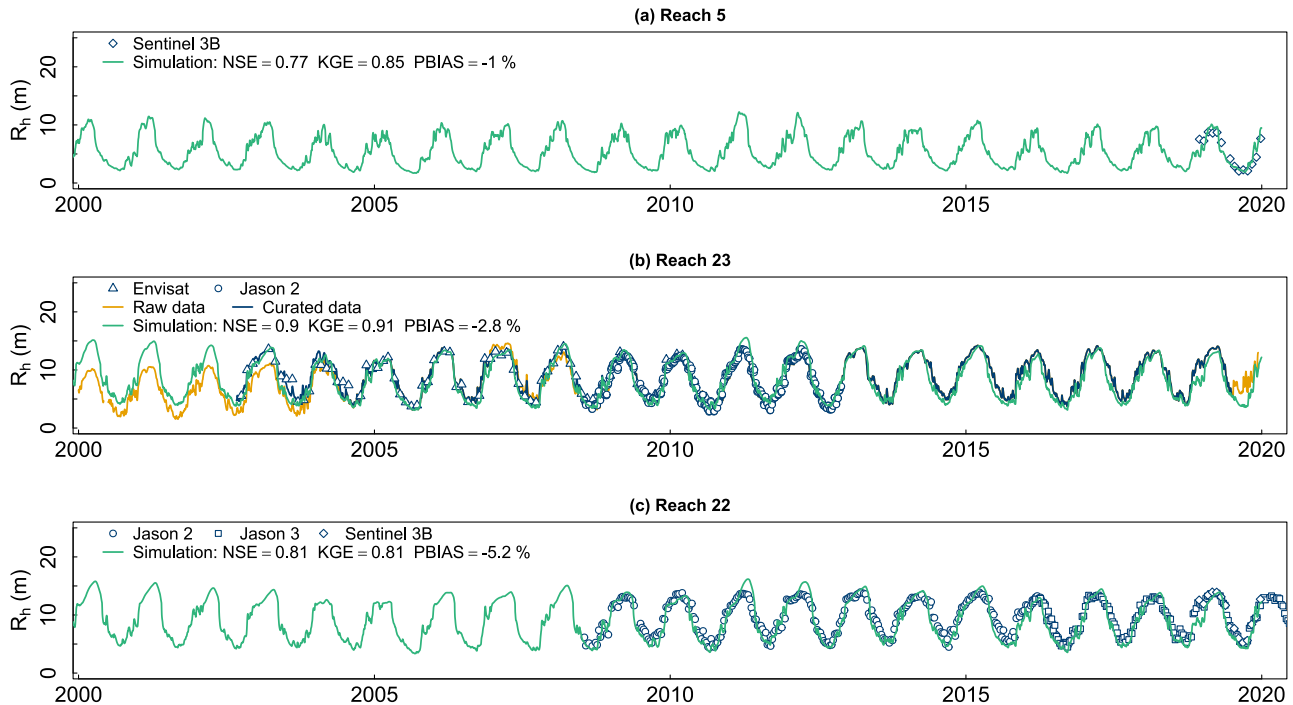 (a) Reach 5
Sentinel 3B
Simulation: NSE = 0.77 KGE = 0.85 PBIAS = -1 %
R_h (m)
20
10
0
2000 2005 2010 2015 2020
(b) Reach 23
Envisat Jason 2
Raw data Curated data
Simulation: NSE = 0.9 KGE = 0.91 PBIAS = -2.8 %
R_h (m)
20
10
0
2000 2005 2010 2015 2020
(c) Reach 22
Jason 2 Jason 3 Sentinel 3B
Simulation: NSE = 0.81 KGE = 0.81 PBIAS = -5.2 %
R_h (m)
20
10
0
2000 2005 2010 2015 2020